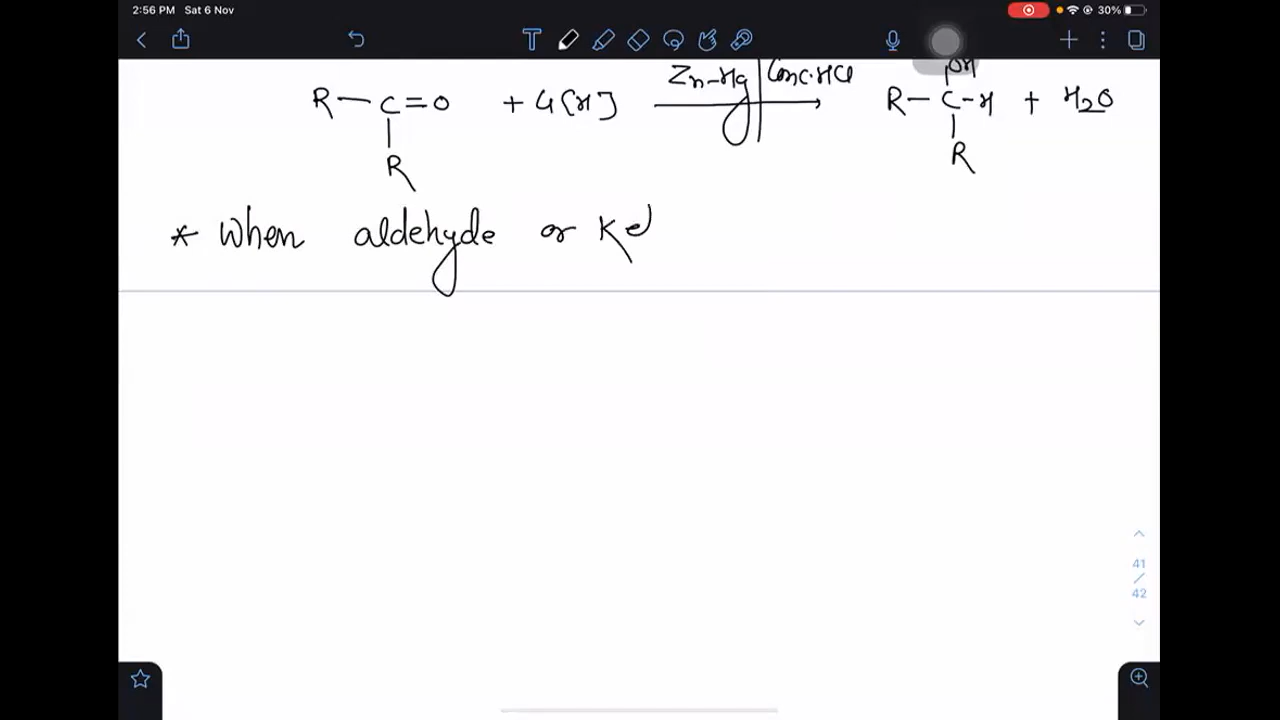 2:56 PM Sat 6 Nov 30%
Zn-Hg | Conc.HCl OH
R-C=O + 4[H] → R-C-H + H2O
R R
* When aldehyde or Ke
41
/
42